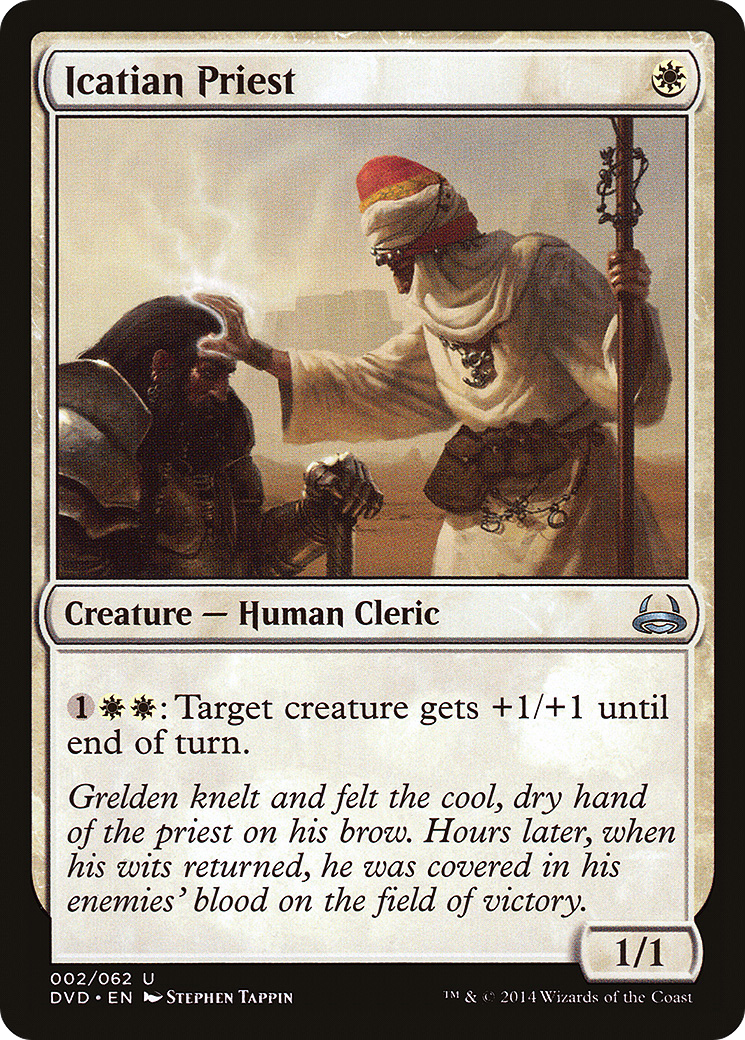 Icatian Priest
Creature — Human Cleric
1: Target creature gets +1/+1 until
end of turn.
Grelden knelt and felt the cool, dry hand
of the priest on his brow. Hours later, when
his wits returned, he was covered in his
enemies' blood on the field of victory.
1/1
002/062 U
DVD • EN Stephen Tappin
™ & © 2014 Wizards of the Coast